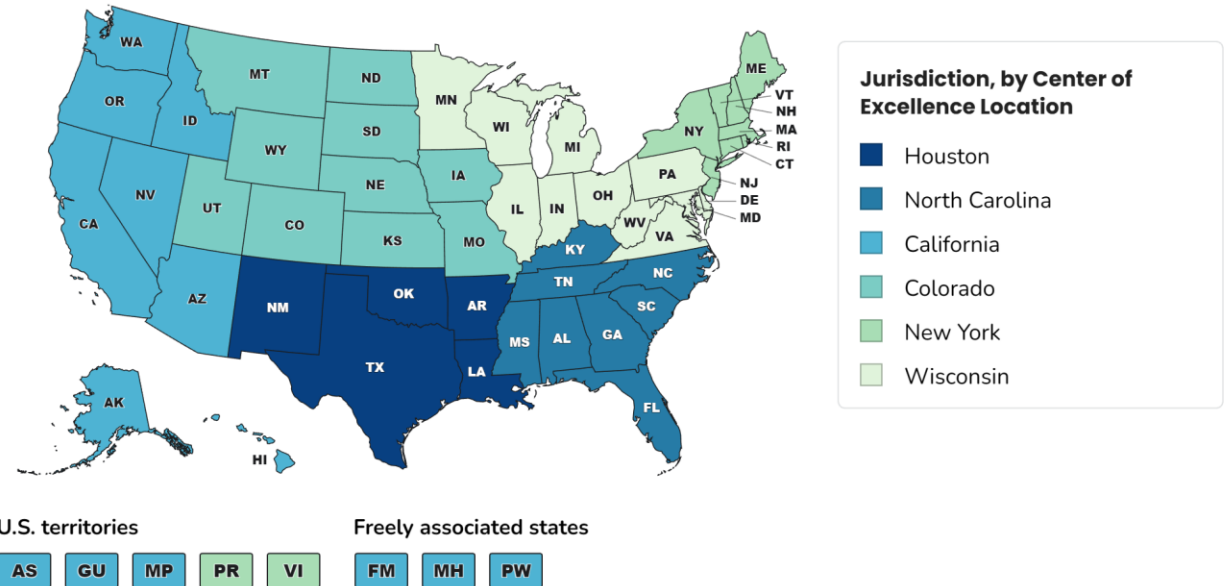 WA
MT
ND
MN
ME
VT
NH
MA
RI
CT
OR
ID
SD
WI
MI
NY
WY
IA
PA
NJ
DE
MD
NV
UT
NE
IL
IN
OH
WV
VA
CA
CO
KS
MO
KY
NC
AZ
NM
OK
AR
TN
SC
MS
AL
GA
TX
LA
FL
AK
HI
Jurisdiction, by Center of
Excellence Location
Houston
North Carolina
California
Colorado
New York
Wisconsin
U.S. territories
AS GU MP PR VI
Freely associated states
FM MH PW